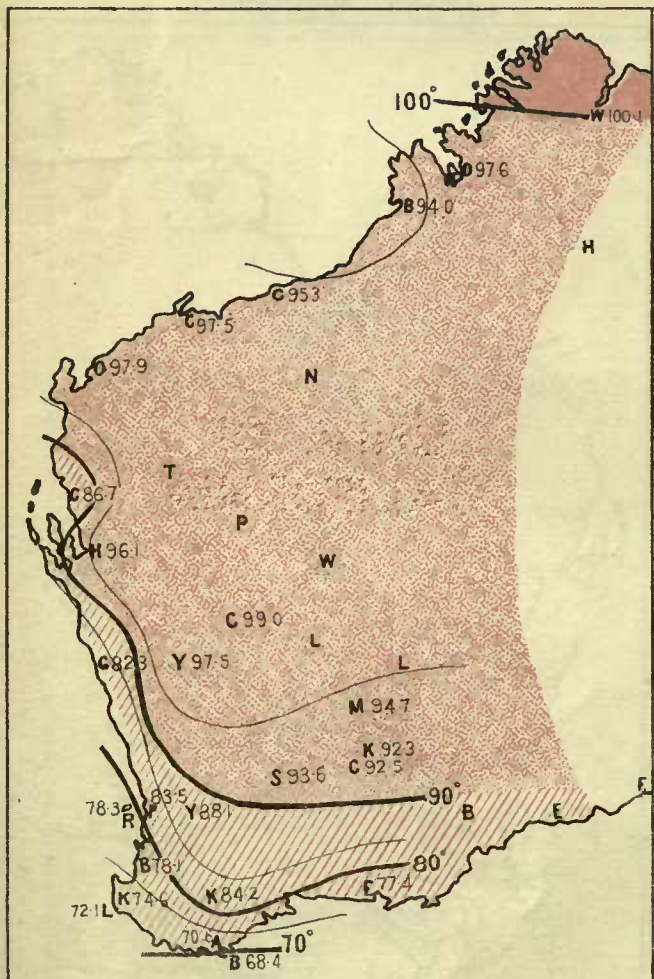 100°
W 100·1
97·6
B 94·0
H
C 95·3
C 97·5
O 97·9
N
T
C 86·7
P
H 96·1
W
C 99·0
L
G 82·3
Y 97·5
L
M 94·7
K 92·3
C 92·5
S 93·6
90°
E
83·5
P
78·3
R
Y 88·1
B
E
B 78·1
80°
K 74·6
K 84·2
E 77·4
72·1 L
70·6 A
70°
B 68·4